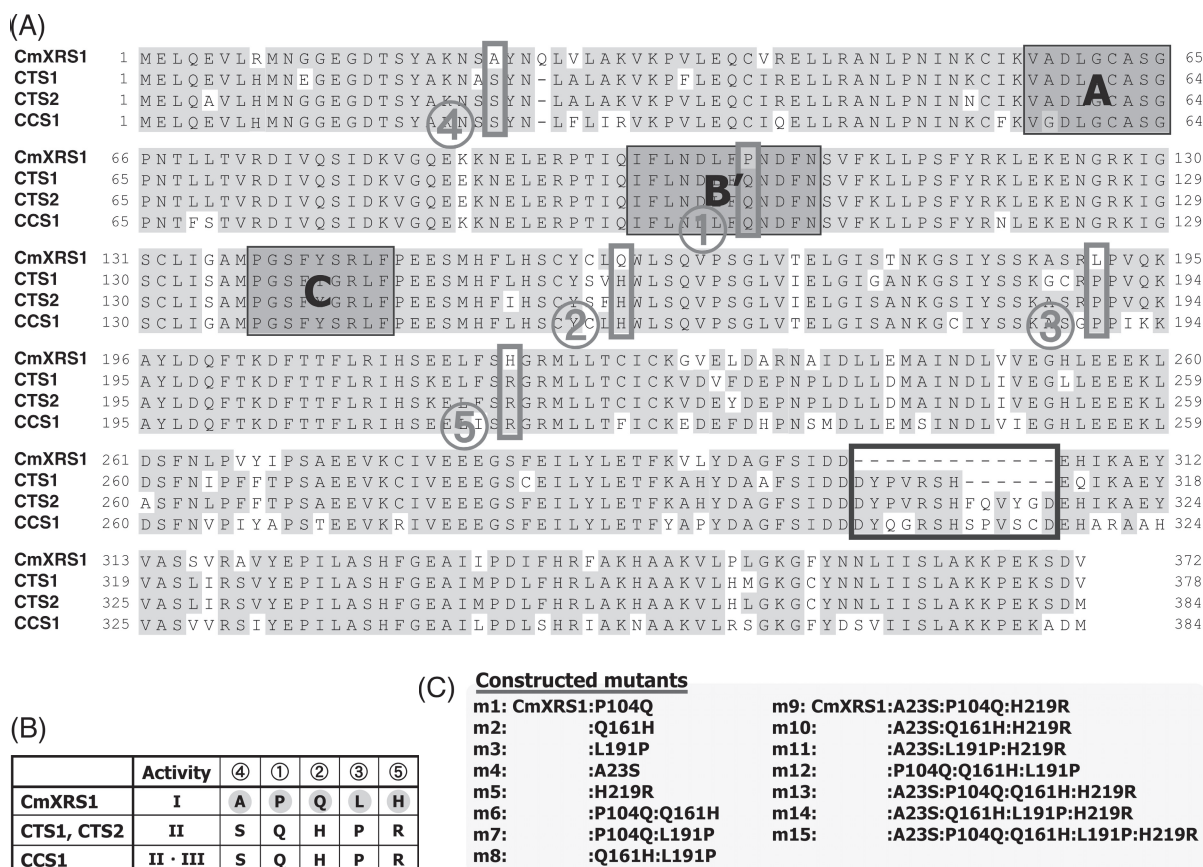 (A)
CmXRS1 1 MELQEVLRMNGGEGDTSYAKNSAYNQLVLAKVKPVLEQCVRELLRANLPNINKCIKVADLGCASG 65
CTS1 1 MELQEVLHMNEGEGDTSYAKNASYN-LALAKVKPFLEQCIRELLRANLPNINKCIKVADLGCASG 64
CTS2 1 MELQAVLHMNGGEGDTSYAKNSSYN-LALAKVKPVLEQCIRELLRANLPNINNCIKVADLGCASG 64
CCS1 1 MELQEVLHMNGGEGDTSYAKNSSYN-LFLIRVKPVLEQCIQELLRANLPNINKCFKVADLGCASG 64
A
④
CmXRS1 66 PNTLLTVRDIVQSIDKVGQEKKNELERPTIQIFLNDLFPNDFNSVFKLLPSFYRKLEKENGRKIG 130
CTS1 65 PNTLLTVRDIVQSIDKVGQEEKNELERPTIQIFLNDLFQNDFNSVFKLLPSFYRKLEKENGRKIG 129
CTS2 65 PNTLLTVRDIVQSIDKVGQEKKNELERPTIQIFLNDLFQNDFNSVFKLLPSFYRKLEKENGRKIG 129
CCS1 65 PNTFSTVRDIVQSIDKVGQEKKNELERPTIQIFLNDLFQNDFNSVFKLLPSFYRNLEKENGRKIG 129
B′
①
CmXRS1 131 SCLIGAMPGSFYSRLFPEESMHFLHSCYCLQWLSQVPSGLVTELGISTNKGSIYSSKASRLPVQK 195
CTS1 130 SCLIGAMPGSFYSRLFPEESMHFLHSCYSVHWLSQVPSGLVTELGIGANKGSIYSSKGCRPPVQK 194
CTS2 130 SCLIGAMPGSFYGRLFPEESMHFIHSCYSFHWLSQVPSGLVIELGISANKGSIYSSKASRPPVQK 194
CCS1 130 SCLIGAMPGSFYSRLFPEESMHFLHSCYCLHWLSQVPSGLVTELGISANKGCIYSSKASGPPIKK 194
C
②
③
CmXRS1 196 AYLDQFTKDFTTFLRIHSEELFSHGRMLLTCICKGVELDARNAIDLLEMAINDLVVEGHLEEEKL 260
CTS1 195 AYLDQFTKDFTTFLRIHSKELFSRGRMLLTCICKVDVFDEPNPLDLLDMAINDLIVEGLLEEEKL 259
CTS2 195 AYLDQFTKDFTTFLRIHSKELFSRGRMLLTCICKVDEYDEPNPLDLLDMAINDLIVEGHLEEEKL 259
CCS1 195 AYLDQFTKDFTTFLRIHSEELISRGRMLLTFICKEDEFDHPNSMDLLEMSINDLVIEGHLEEEKL 259
⑤
CmXRS1 261 DSFNLPVYIPSAEEVKCIVEEEGSFEILYLETFKVLYDAGFSIDD-------------EHIKAEY 312
CTS1 260 DSFNIPFFTPSAEEVKCIVEEEGSCEILYLETFKAHYDAAFSIDDDYPVRSH------EQIKAEY 318
CTS2 260 ASFNLPFFTPSAEEVKCIVEEEGSFEILYLETFKAHYDAGFSIDDDYPVRSHFQVYGDEHIKAEY 324
CCS1 260 DSFNVPIYAPSTEEVKRIVEEEGSFEILYLETFYAPYDAGFSIDDDYQGRSHSPVSCDEHARAAH 324
CmXRS1 313 VASSVRAVYEPILASHFGEAIIPDIFHRFAKHAAKVLPLGKGFYNNLIISLAKKPEKSDV 372
CTS1 319 VASLIRSVYEPILASHFGEAIMPDLFHRLAKHAAKVLHMGKGCYNNLIISLAKKPEKSDV 378
CTS2 325 VASLIRSVYEPILASHFGEAIMPDLFHRLAKHAAKVLHLGKGCYNNLIISLAKKPEKSDM 384
CCS1 325 VASVVRSIYEPILASHFGEAILPDLSHRIAKNAAKVLRSGKGFYDSVIISLAKKPEKADM 384
(B)
Activity ④ ① ② ③ ⑤
CmXRS1 I A P Q L H
CTS1, CTS2 II S Q H P R
CCS1 II · III S Q H P R
(C)
Constructed mutants
m1: CmXRS1:P104Q
m2: :Q161H
m3: :L191P
m4: :A23S
m5: :H219R
m6: :P104Q:Q161H
m7: :P104Q:L191P
m8: :Q161H:L191P
m9: CmXRS1:A23S:P104Q:H219R
m10: :A23S:Q161H:H219R
m11: :A23S:L191P:H219R
m12: :P104Q:Q161H:L191P
m13: :A23S:P104Q:Q161H:H219R
m14: :A23S:Q161H:L191P:H219R
m15: :A23S:P104Q:Q161H:L191P:H219R